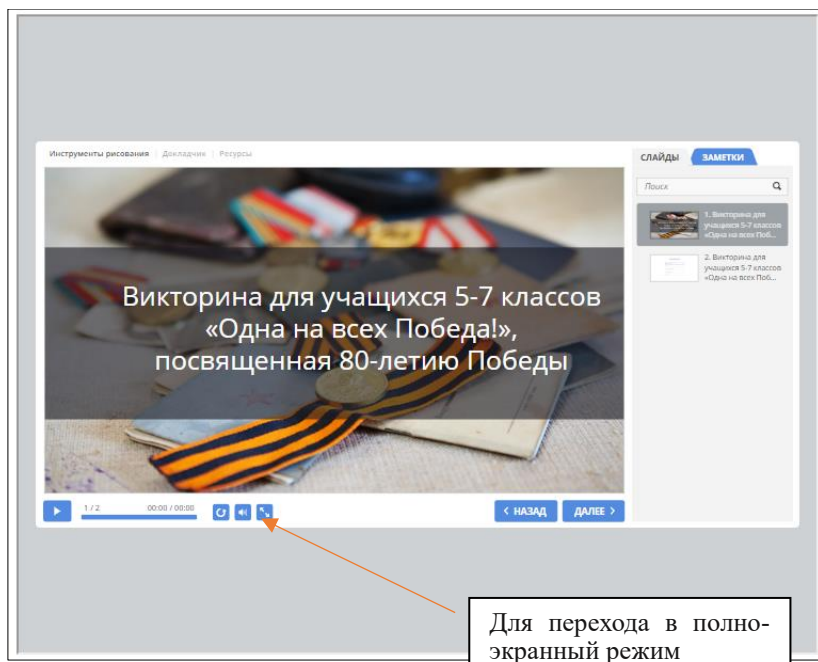 Инструменты рисования | Докладчик | Ресурсы
СЛАЙДЫ
ЗАМЕТКИ
Поиск
1. Викторина для
учащихся 5-7 классов
«Одна на всех Поб...
2. Викторина для
учащихся 5-7 классов
«Одна на всех Поб...
Викторина для учащихся 5-7 классов
«Одна на всех Победа!»,
посвященная 80-летию Победы
1 / 2
00:00 / 00:00
НАЗАД
ДАЛЕЕ
Для перехода в полно-
экранный режим